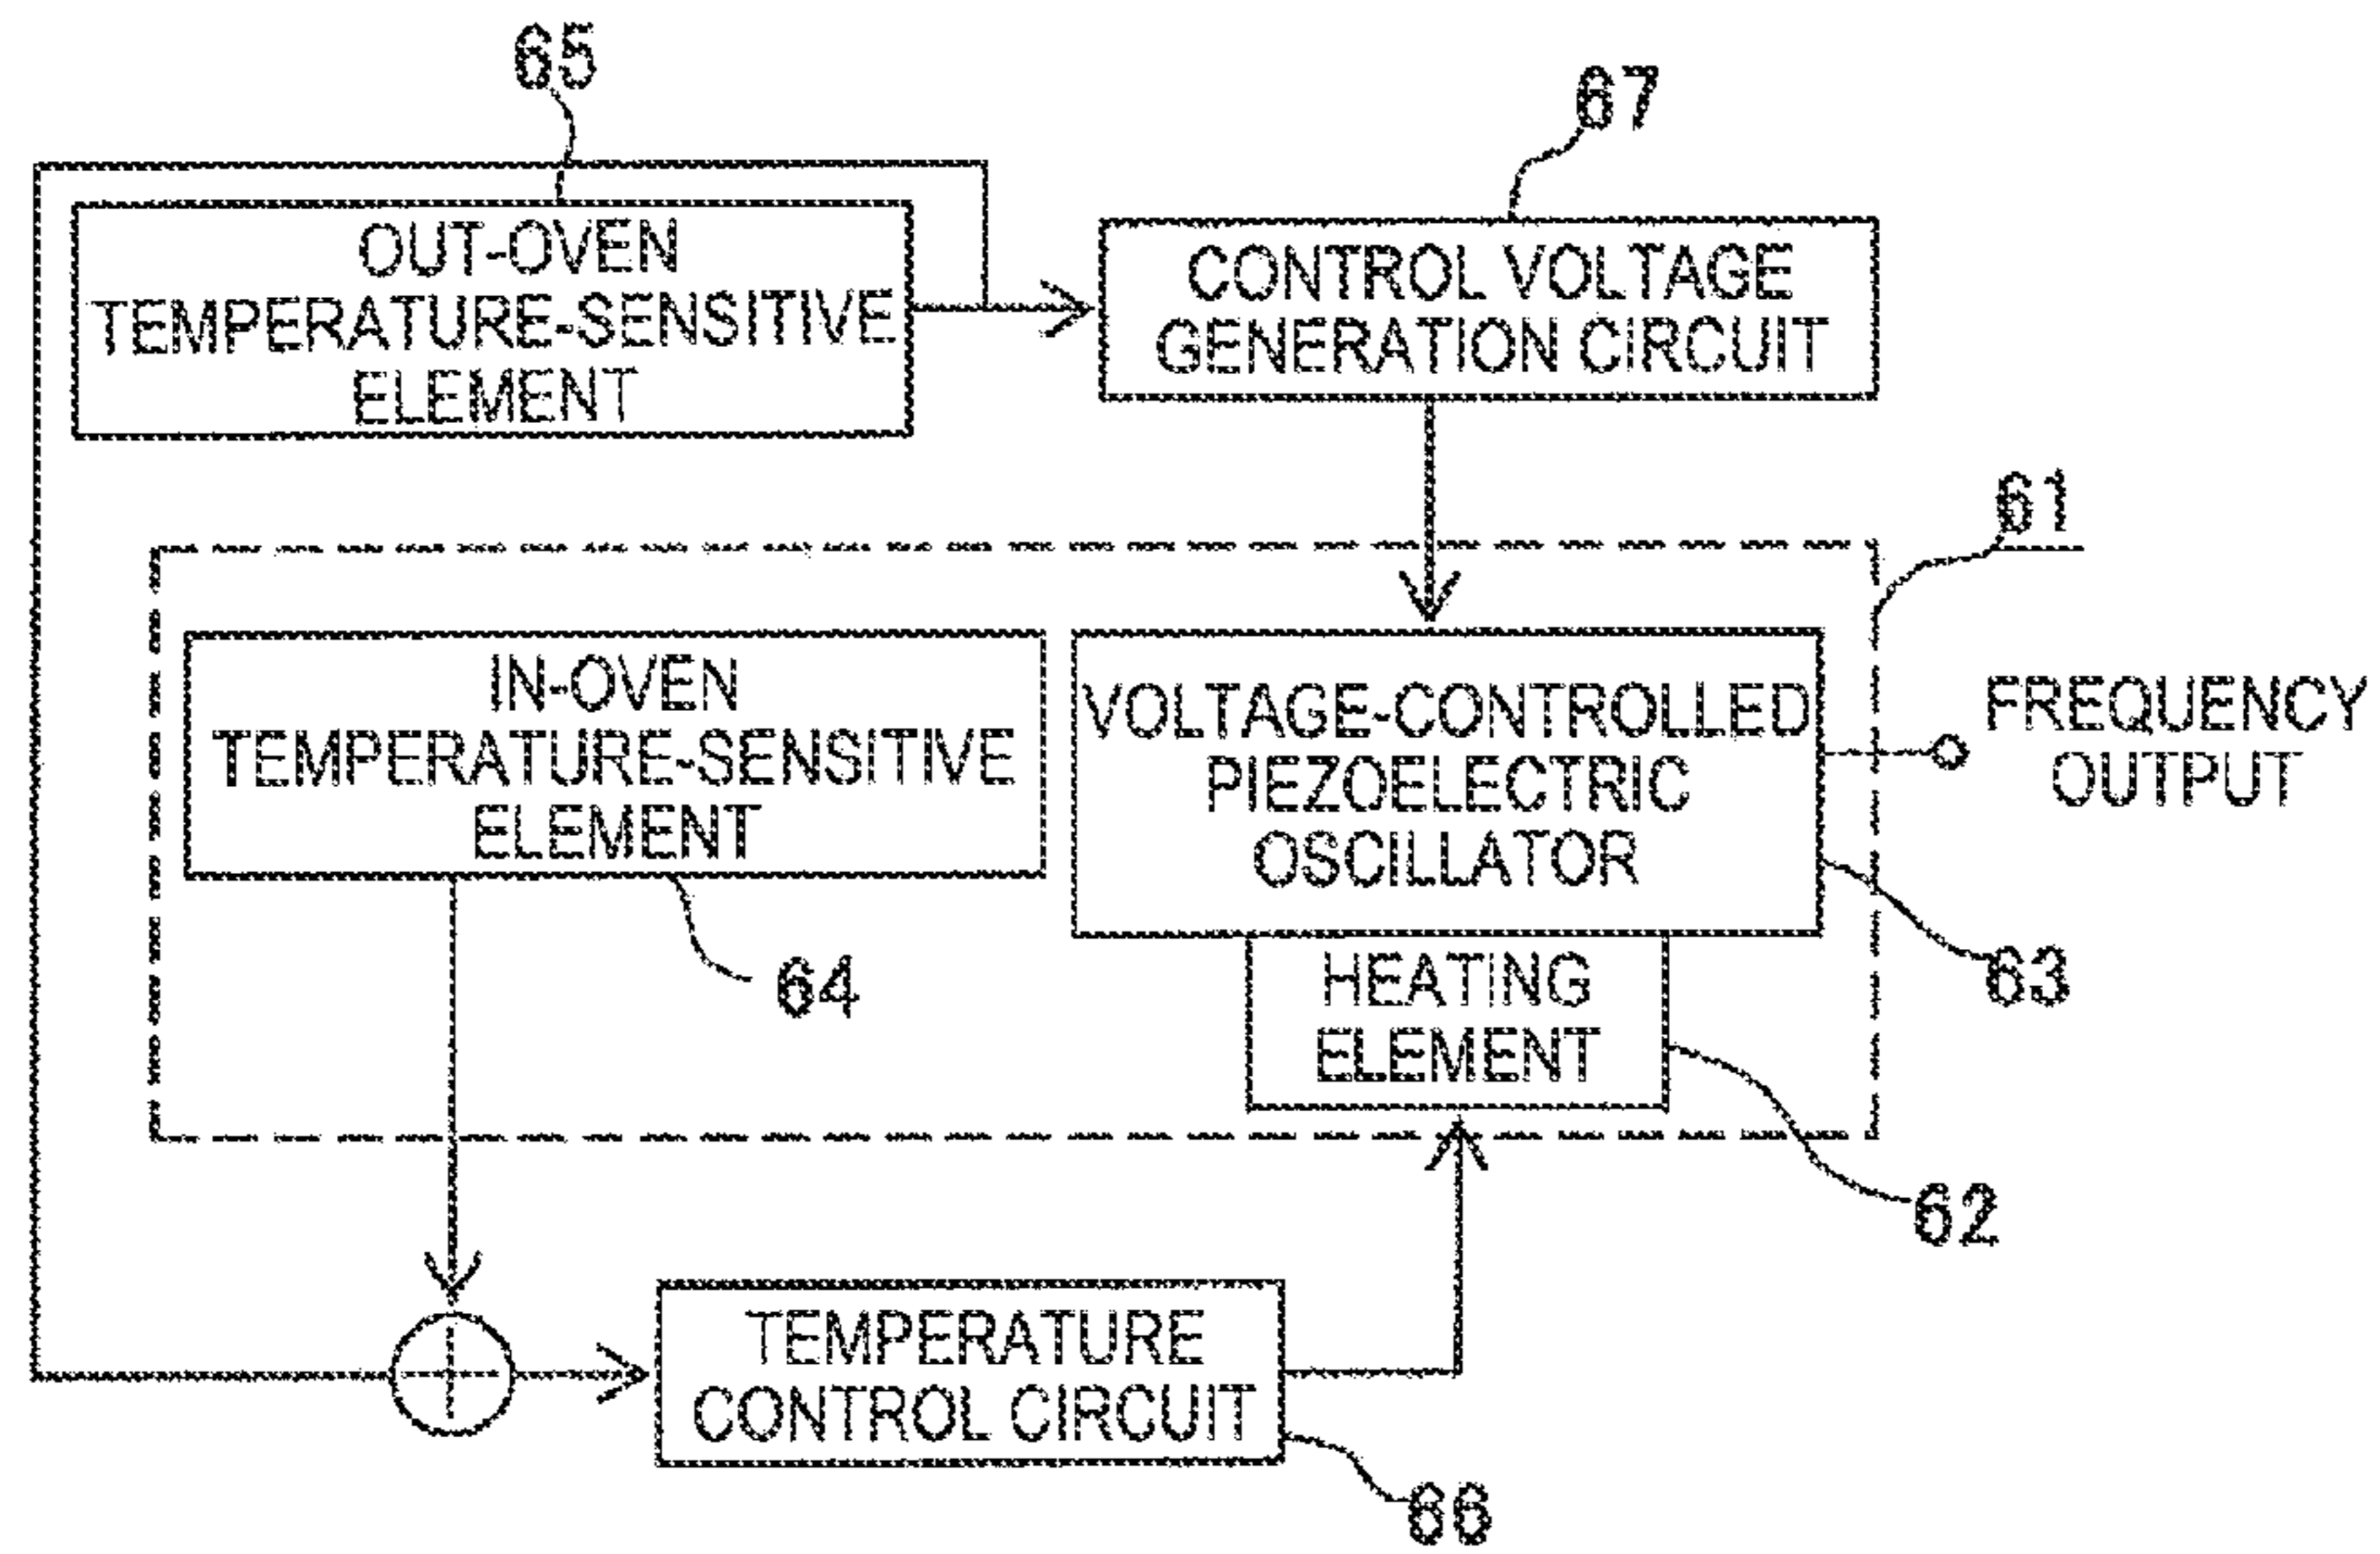 65
67
OUT-OVEN
TEMPERATURE-SENSITIVE
ELEMENT
CONTROL VOLTAGE
GENERATION CIRCUIT
61
IN-OVEN
TEMPERATURE-SENSITIVE
ELEMENT
VOLTAGE-CONTROLLED
PIEZOELECTRIC
OSCILLATOR
FREQUENCY
OUTPUT
64
63
HEATING
ELEMENT
62
TEMPERATURE
CONTROL CIRCUIT
66